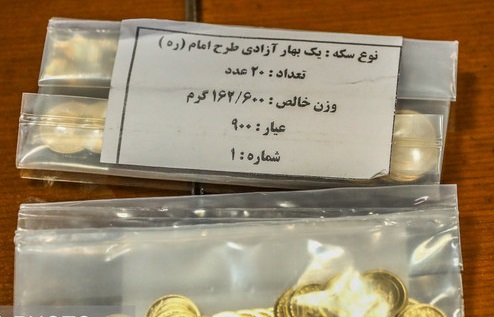 نوع سکه : یک بهار آزادی طرح امام (ره )
تعداد : ۲۰ عدد
وزن خالص : ۱۶۲/۶۰۰ گرم
عیار : ۹۰۰
شماره : ۱